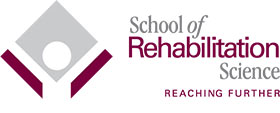 School of
Rehabilitation
Science
REACHING FURTHER